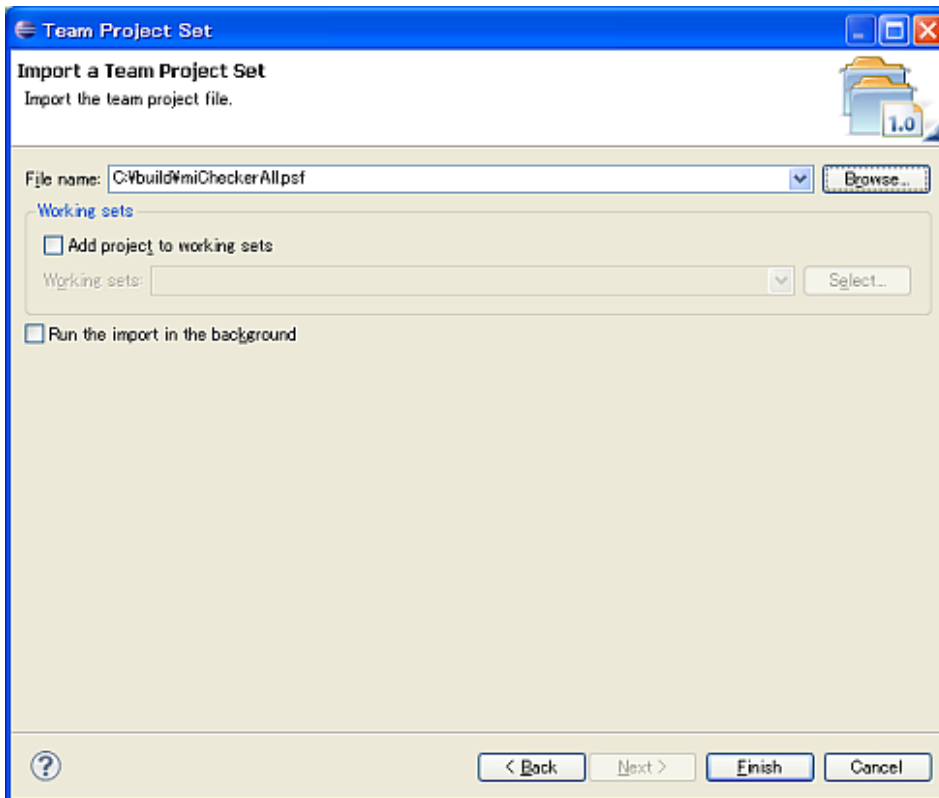 Team Project Set
Import a Team Project Set
Import the team project file.
1.0
File name: C:¥build¥miCheckerAll.psf Browse...
Working sets
Add project to working sets
Working sets: Select...
Run the import in the background
? < Back Next > Finish Cancel